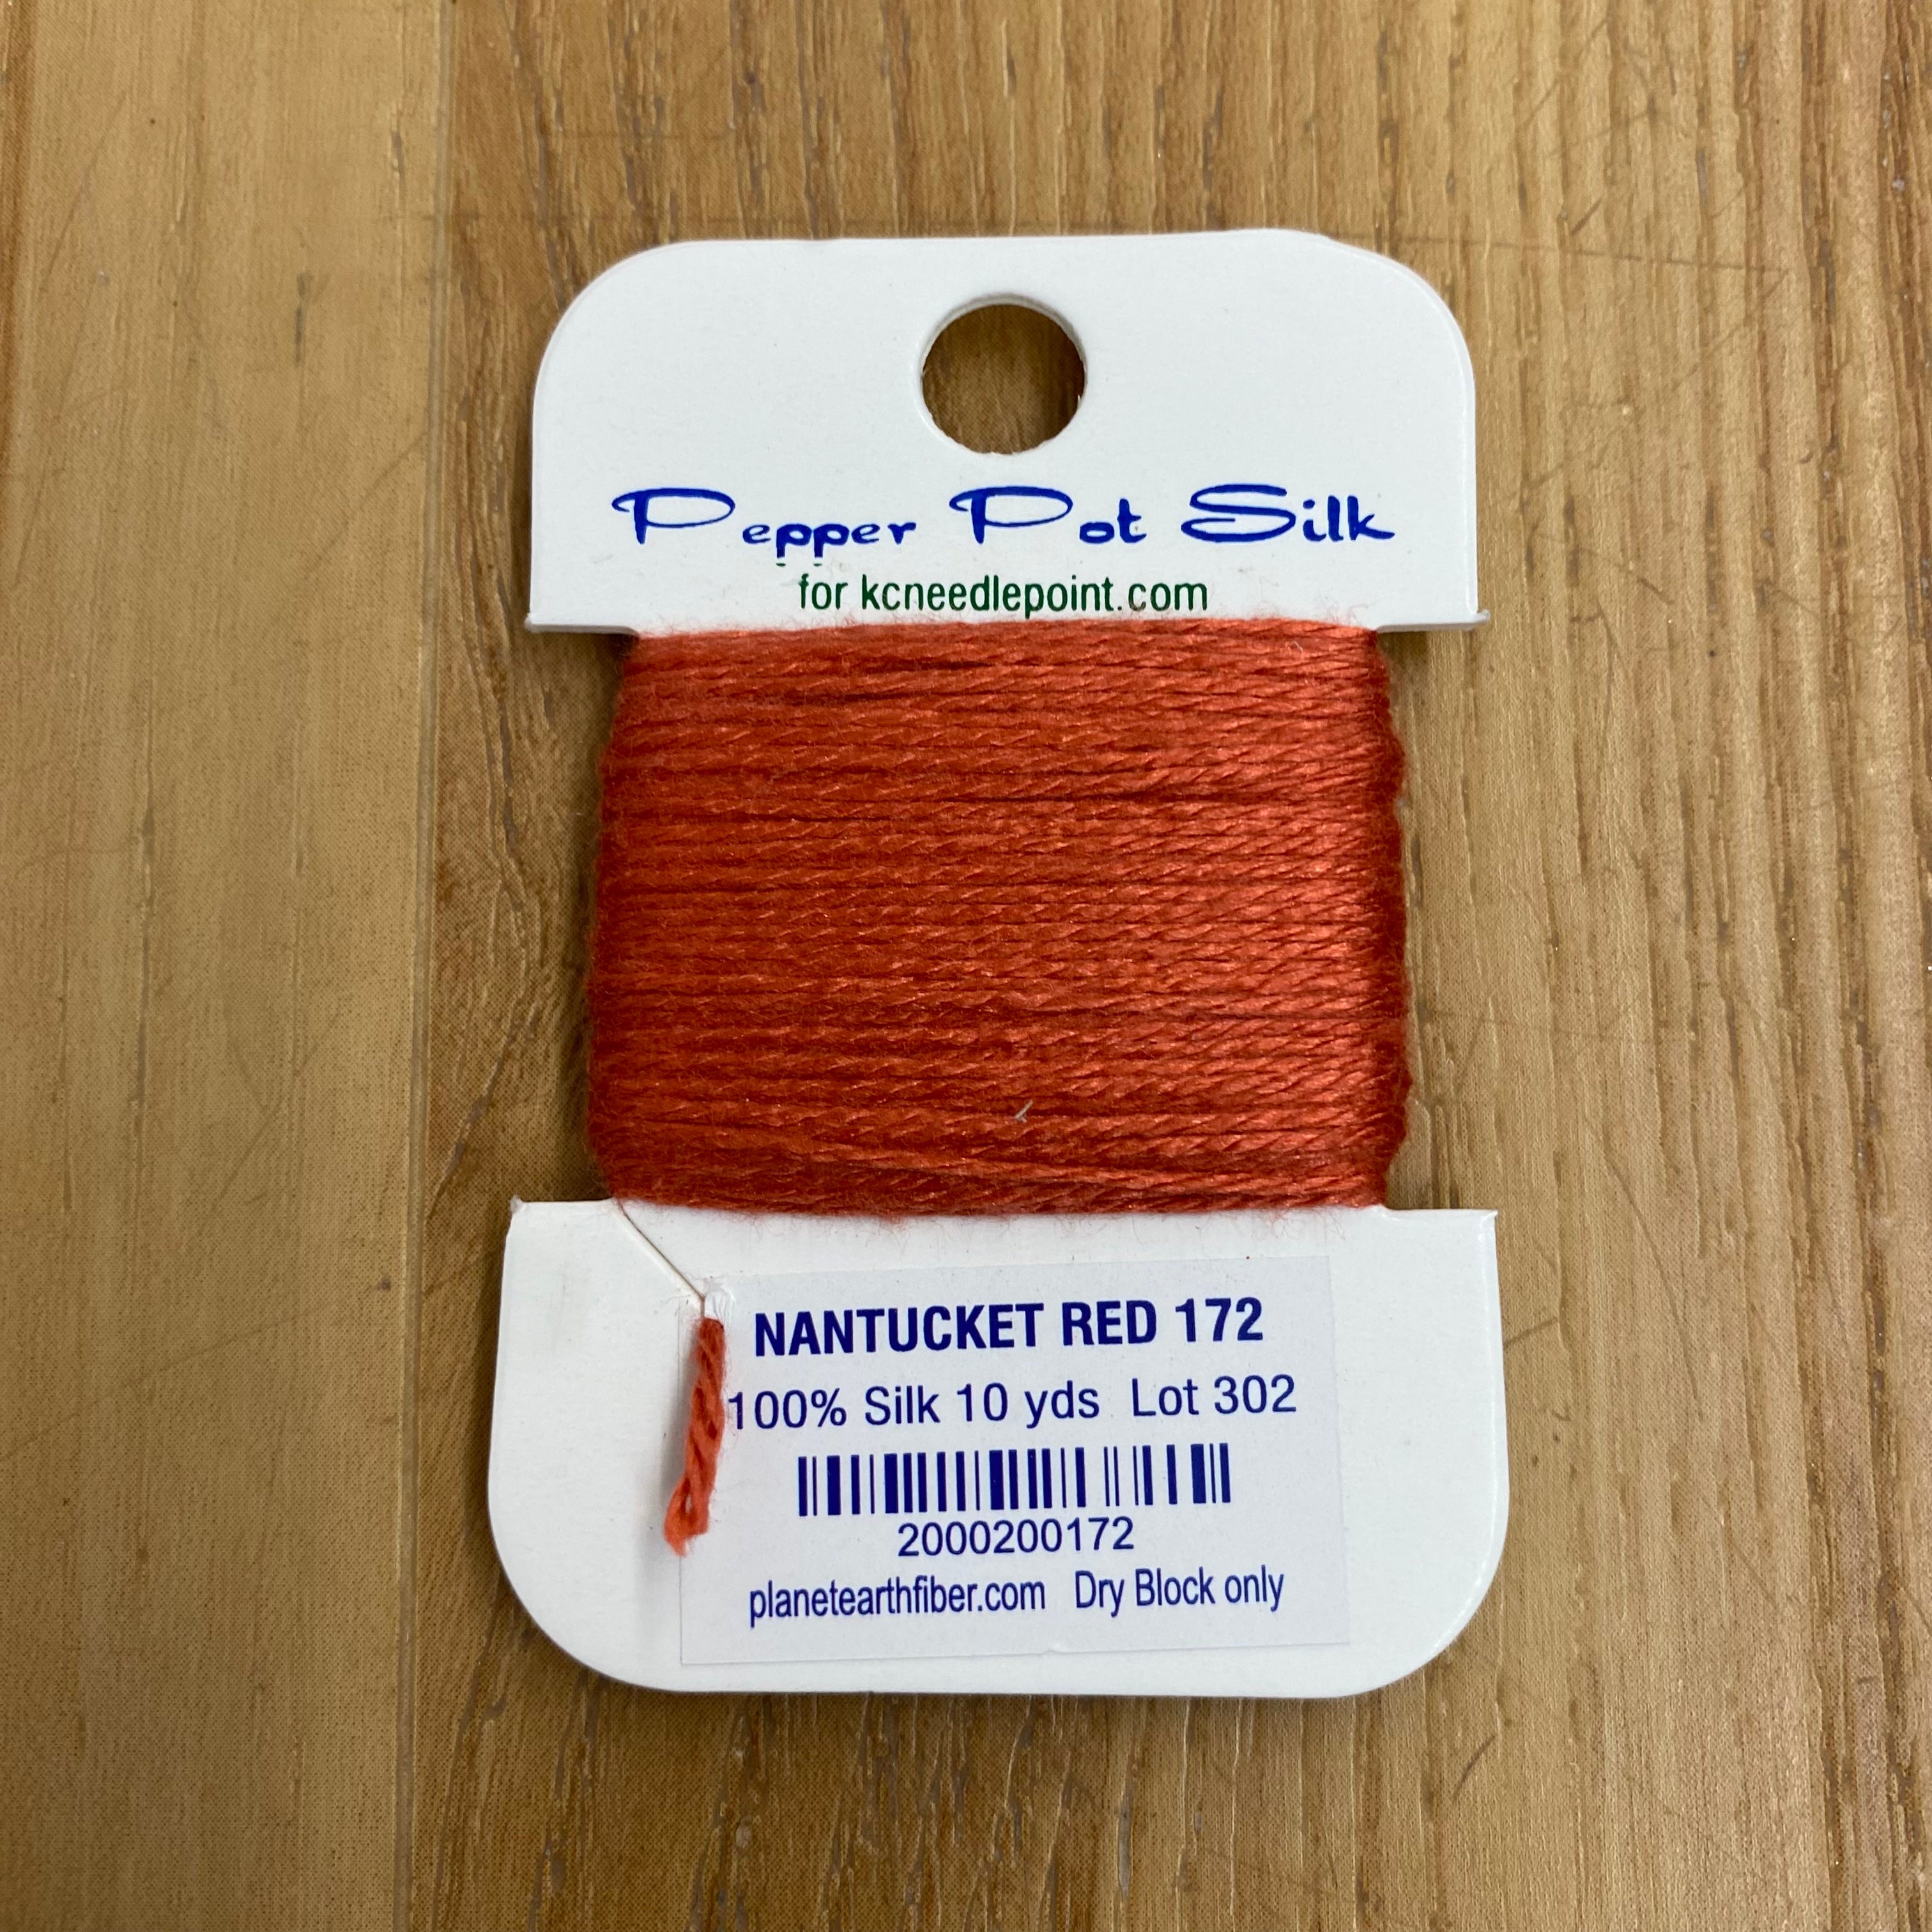 Pepper Pot Silk
for kcneedlepoint.com
NANTUCKET RED 172
100% Silk 10 yds Lot 302
2000200172
planetearthfiber.com Dry Block only